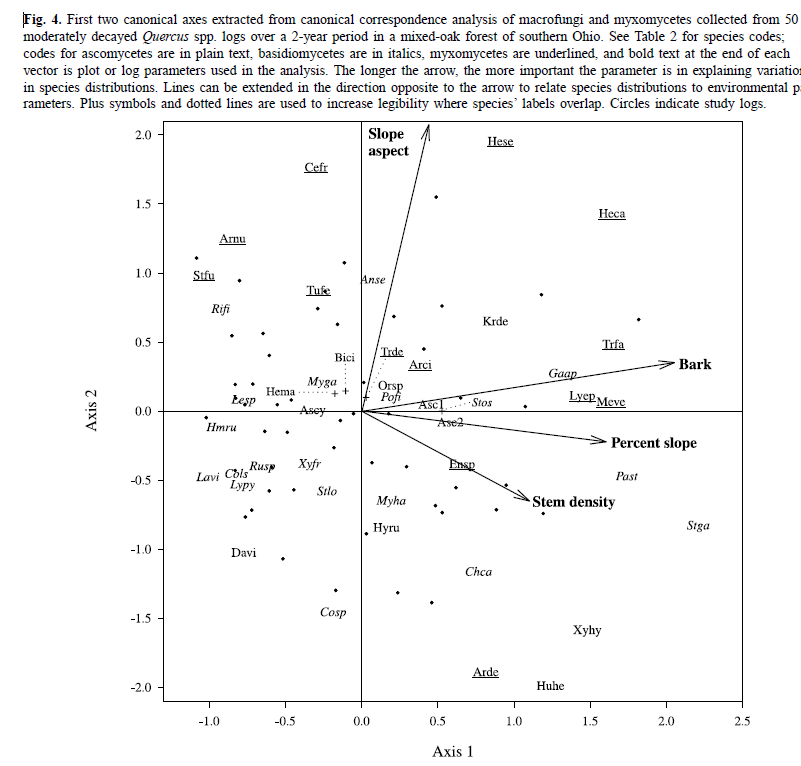 Fig. 4. First two canonical axes extracted from canonical correspondence analysis of macrofungi and myxomycetes collected from 50
moderately decayed Quercus spp. logs over a 2-year period in a mixed-oak forest of southern Ohio. See Table 2 for species codes;
codes for ascomycetes are in plain text, basidiomycetes are in italics, myxomycetes are underlined, and bold text at the end of each
vector is plot or log parameters used in the analysis. The longer the arrow, the more important the parameter is in explaining variatio
in species distributions. Lines can be extended in the direction opposite to the arrow to relate species distributions to environmental p
rameters. Plus symbols and dotted lines are used to increase legibility where species' labels overlap. Circles indicate study logs.
2.0
Slope
aspect
Hese
Cefr
1.5
Heca
Arnu
1.0
Stfu
Anse
Tufe
Rifi
Krde
0.5
Trfa
Trde
Bici
Arci
Bark
Gaap
Myga
Orsp
Hema
Pofi
Lyep
Meve
Lesp
Asc1
Stos
0.0
Ascy
Asc2
Axis 2
Hmru
Percent slope
Rusp
Xyfr
Ensp
-0.5
Lavi
Cols
Past
Lypy
Stlo
Myha
Stem density
Hyru
Stga
-1.0
Davi
Chca
Cosp
-1.5
Xyhy
Arde
Huhe
-2.0
-1.0
-0.5
0.0
0.5
1.0
1.5
2.0
2.5
Axis 1